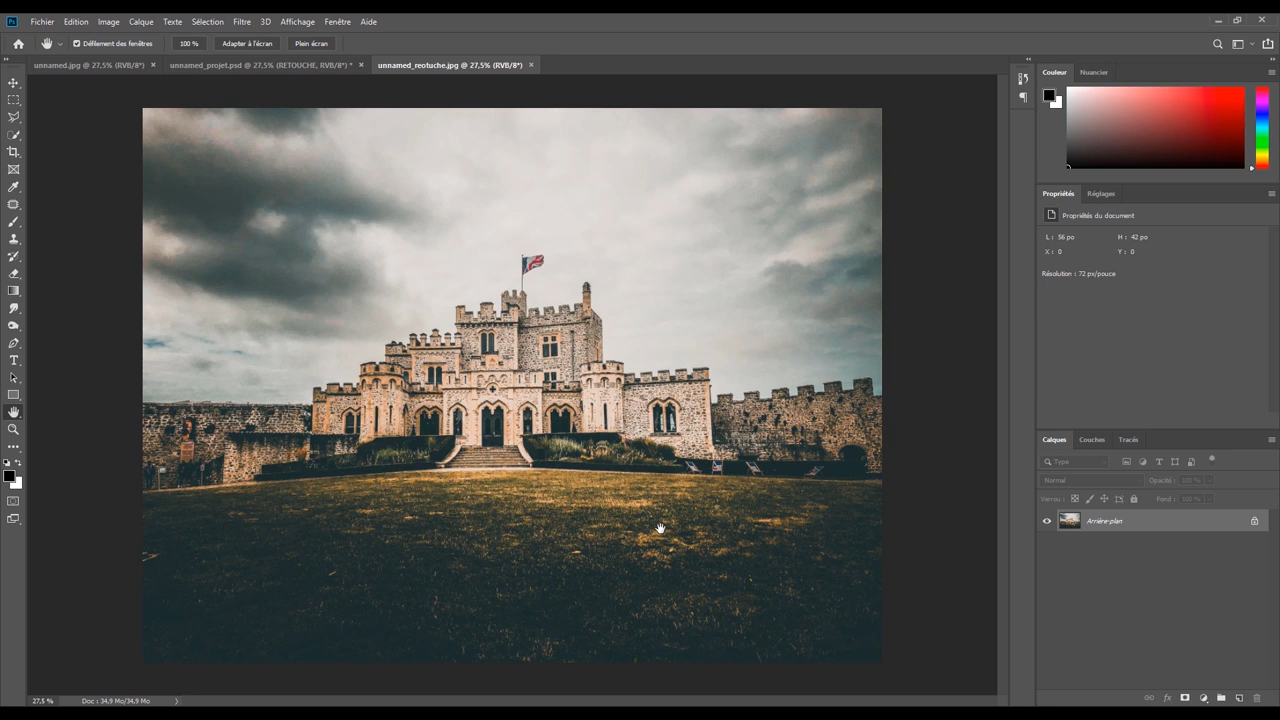 Ps Fichier Edition Image Calque Texte Sélection Filtre 3D Affichage Fenêtre Aide
Défilement des fenêtres 100 % Adapter à l'écran Plein écran
unnamed.jpg @ 27,5% (RVB/8*) × unnamed_projet.psd @ 27,5% (RETOUCHE, RVB/8*) * × unnamed_reotuche.jpg @ 27,5% (RVB/8*) ×
Couleur Nuancier
Propriétés Réglages
Propriétés du document
L : 56 po H : 42 po
X : 0 Y : 0
Résolution : 72 px/pouce
Calques Couches Tracés
Type
Normal Opacité : 100 %
Verrou : Fond : 100 %
Arrière-plan
27,5 % Doc : 34,9 Mo/34,9 Mo